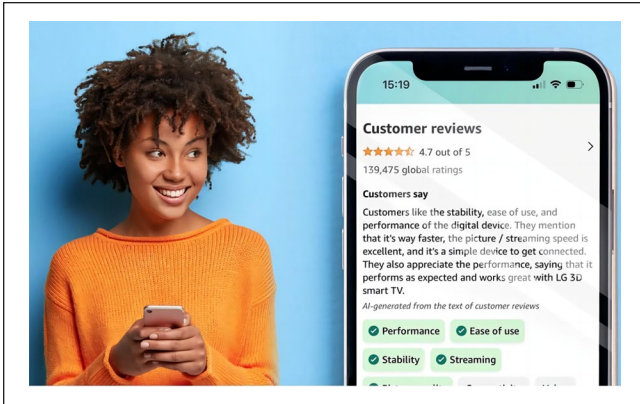 15:19
Customer reviews
4.7 out of 5
139,475 global ratings
Customers say
Customers like the stability, ease of use, and
performance of the digital device. They mention
that it's way faster, the picture / streaming speed is
excellent, and it's a simple device to get connected.
They also appreciate the performance, saying that it
performs as expected and works great with LG 3D
smart TV.
AI-generated from the text of customer reviews
Performance Ease of use
Stability Streaming